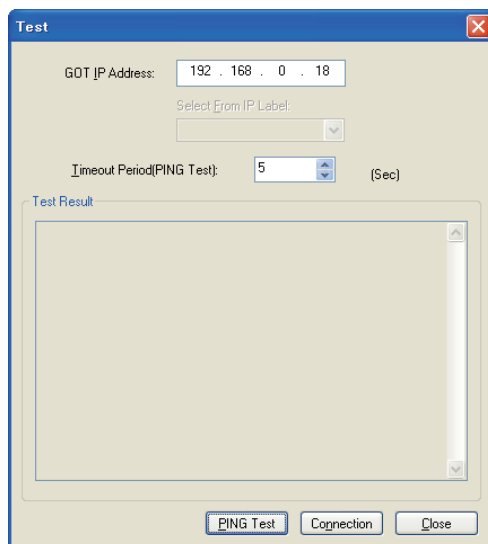 Test
GOT IP Address: 192 . 168 . 0 . 18
Select From IP Label:
Timeout Period(PING Test): 5 (Sec)
Test Result
PING Test Connection Close